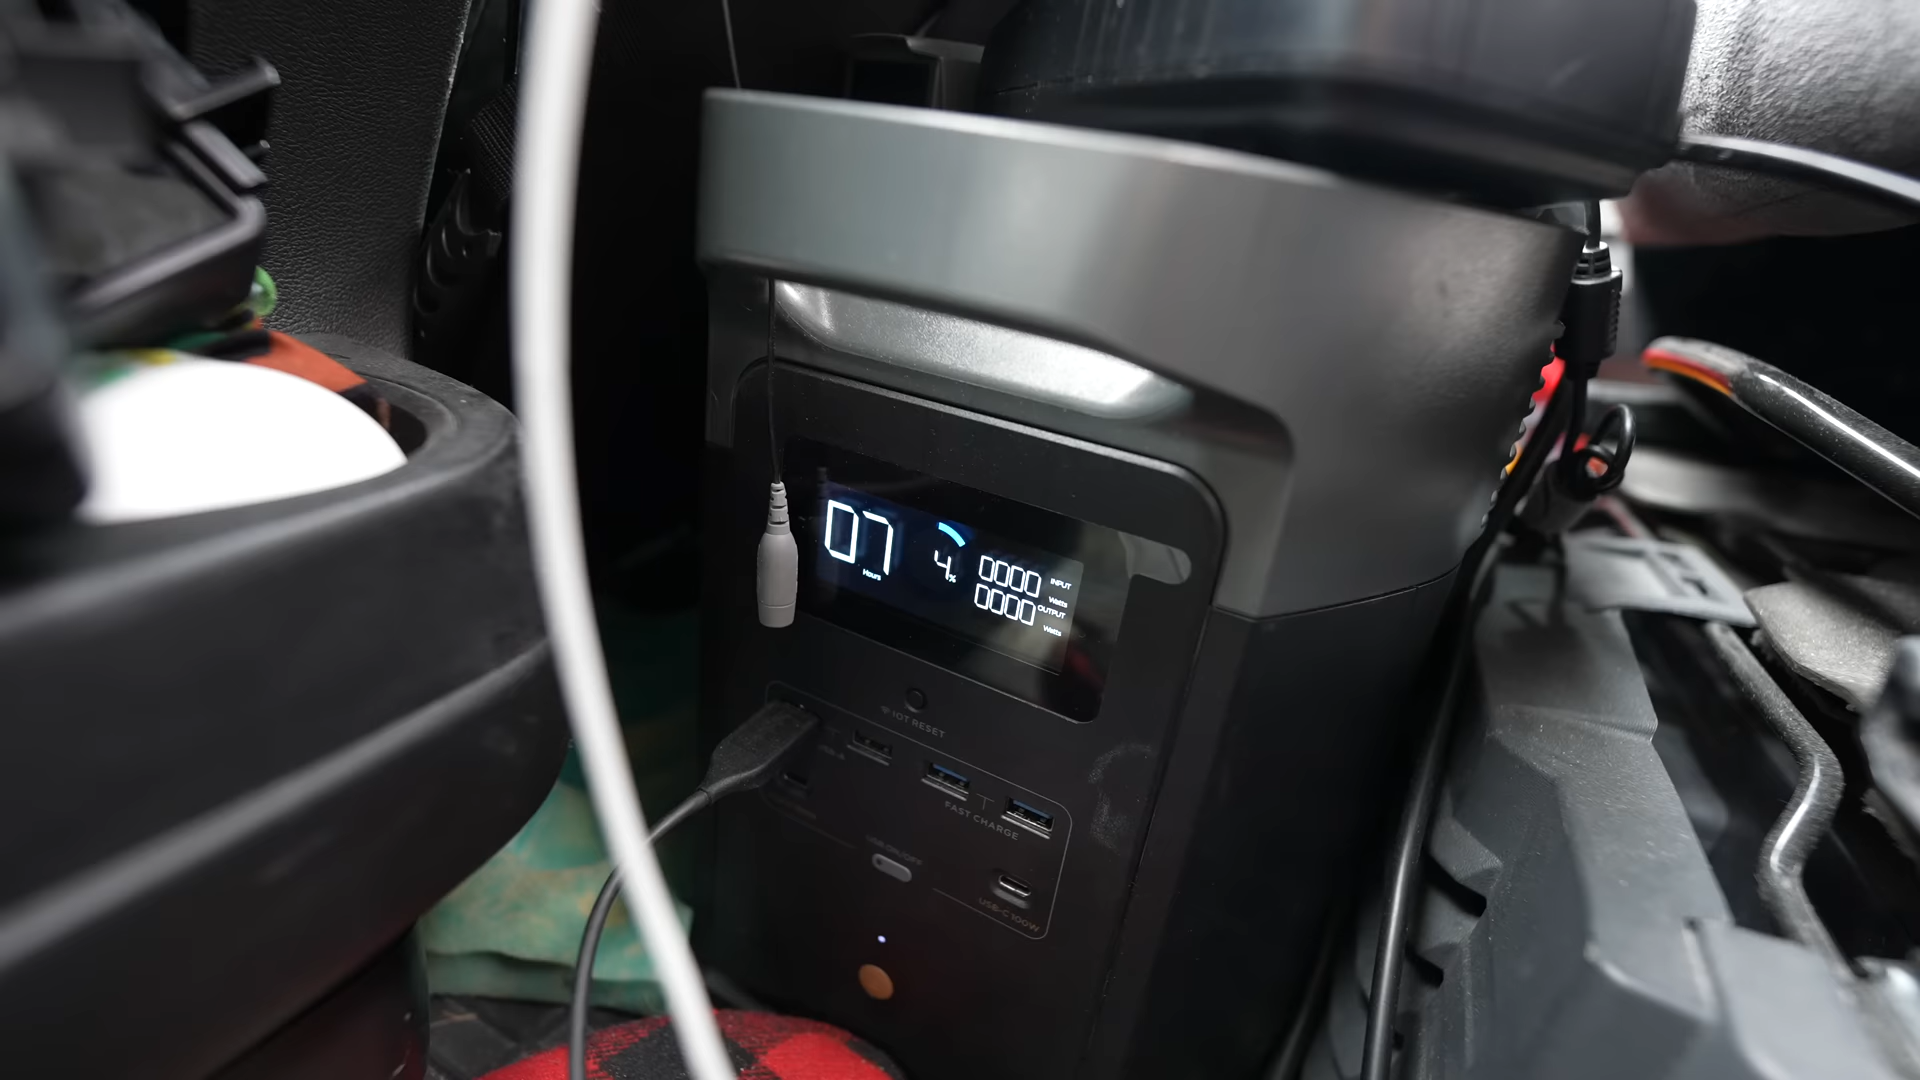 07
Hours
4%
0000 INPUT
Watts
0000 OUTPUT
Watts
IOT RESET
FAST CHARGE
USB ON/OFF
USB-C 100W